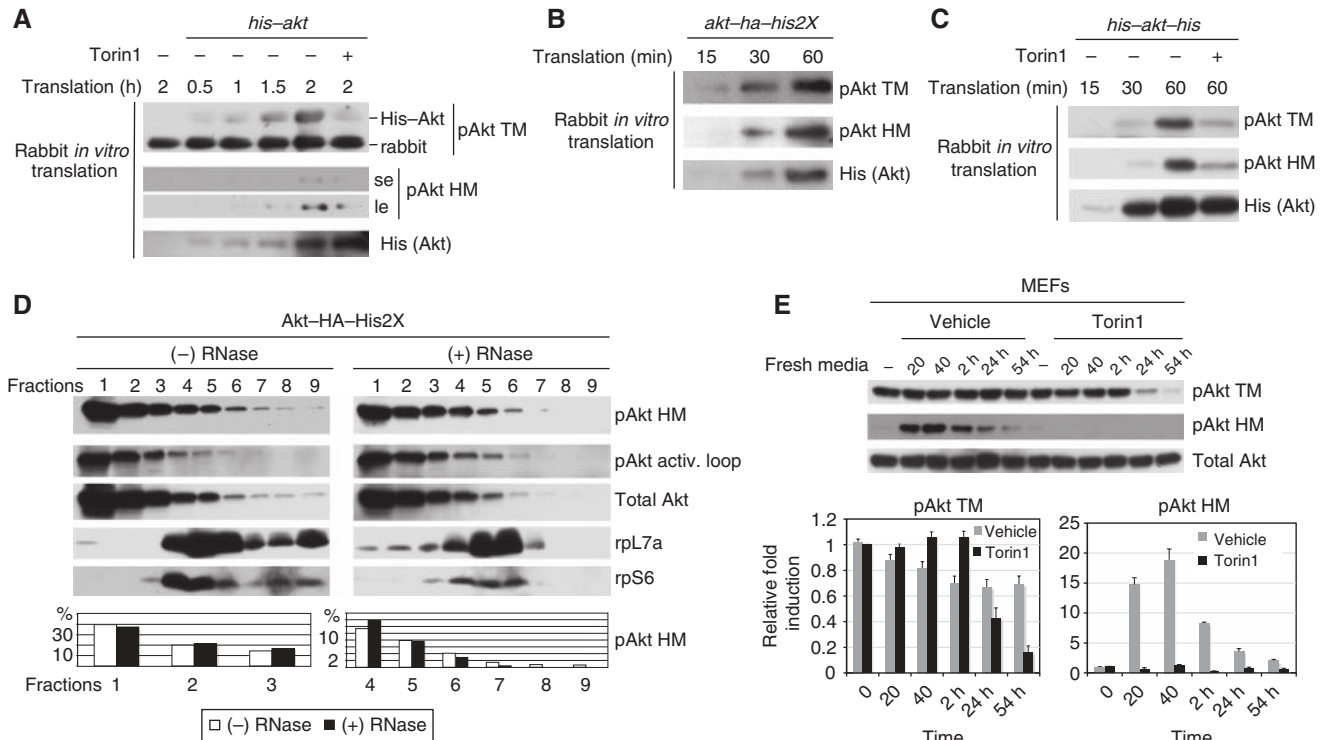 A
his–akt
Torin1 – – – – – +
Translation (h) 2 0.5 1 1.5 2 2
His–Akt
rabbit
pAkt TM
Rabbit in vitro
translation
se
le
pAkt HM
His (Akt)
B
akt–ha–his2X
Translation (min) 15 30 60
pAkt TM
Rabbit in vitro
translation
pAkt HM
His (Akt)
C
his–akt–his
Torin1 – – – +
Translation (min) 15 30 60 60
pAkt TM
Rabbit in vitro
translation
pAkt HM
His (Akt)
D
Akt–HA–His2X
(–) RNase (+) RNase
Fractions 1 2 3 4 5 6 7 8 9 1 2 3 4 5 6 7 8 9
pAkt HM
pAkt activ. loop
Total Akt
rpL7a
rpS6
%
30
10
%
10
2
pAkt HM
Fractions 1 2 3 4 5 6 7 8 9
(–) RNase (+) RNase
E
MEFs
Vehicle Torin1
Fresh media – 20 40 2 h 24 h 54 h – 20 40 2 h 24 h 54 h
pAkt TM
pAkt HM
Total Akt
pAkt TM
Relative fold
induction
1.2
1
0.8
0.6
0.4
0.2
0
Vehicle
Torin1
0 20 40 2 h 24 h 54 h
Time
pAkt HM
25
20
15
10
5
0
Vehicle
Torin1
0 20 40 2 h 24 h 54 h
Time